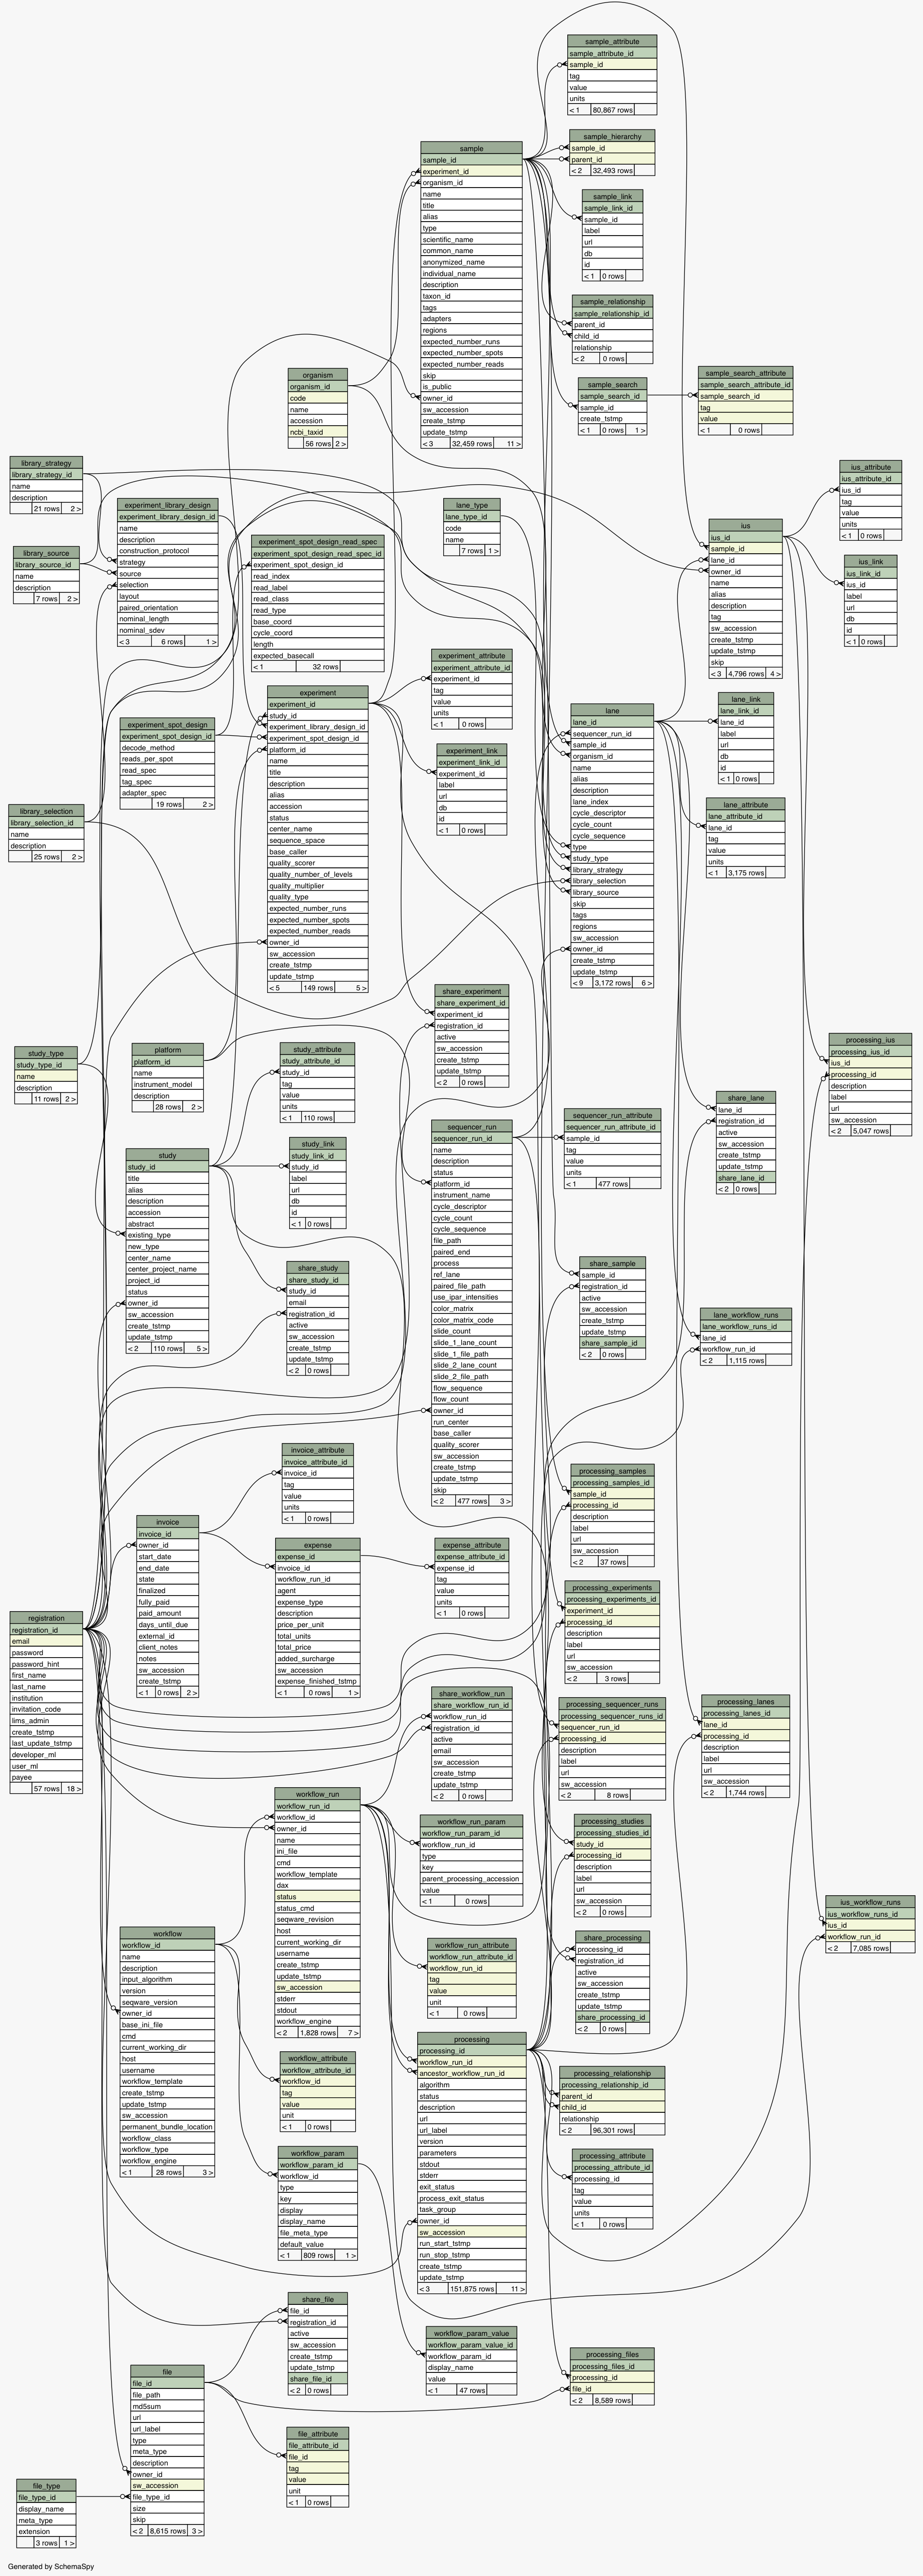 sample_attribute
sample_attribute_id
sample_id
tag
value
units
< 1 80,867 rows
sample_hierarchy
sample_id
parent_id
< 2 32,493 rows
sample
sample_id
experiment_id
organism_id
name
title
alias
type
scientific_name
common_name
anonymized_name
individual_name
description
taxon_id
tags
adapters
regions
expected_number_runs
expected_number_spots
expected_number_reads
skip
is_public
owner_id
sw_accession
create_tstmp
update_tstmp
< 3 32,459 rows 11 >
sample_link
sample_link_id
sample_id
label
url
db
id
< 1 0 rows
sample_relationship
sample_relationship_id
parent_id
child_id
relationship
< 2 0 rows
sample_search
sample_search_id
sample_id
create_tstmp
< 1 0 rows 1 >
sample_search_attribute
sample_search_attribute_id
sample_search_id
tag
value
< 1 0 rows
organism
organism_id
code
name
accession
ncbi_taxid
56 rows 2 >
library_strategy
library_strategy_id
name
description
21 rows 2 >
library_source
library_source_id
name
description
7 rows 2 >
experiment_library_design
experiment_library_design_id
name
description
construction_protocol
strategy
source
selection
layout
paired_orientation
nominal_length
nominal_sdev
< 3 6 rows 1 >
experiment_spot_design_read_spec
experiment_spot_design_read_spec_id
experiment_spot_design_id
read_index
read_label
read_class
read_type
base_coord
cycle_coord
length
expected_basecall
< 1 32 rows
lane_type
lane_type_id
code
name
7 rows 1 >
ius
ius_id
sample_id
lane_id
owner_id
name
alias
description
tag
sw_accession
create_tstmp
update_tstmp
skip
< 3 4,796 rows 4 >
ius_attribute
ius_attribute_id
ius_id
tag
value
units
< 1 0 rows
ius_link
ius_link_id
ius_id
label
url
db
id
< 1 0 rows
experiment
experiment_id
study_id
experiment_library_design_id
experiment_spot_design_id
platform_id
name
title
description
alias
accession
status
center_name
sequence_space
base_caller
quality_scorer
quality_number_of_levels
quality_multiplier
quality_type
expected_number_runs
expected_number_spots
expected_number_reads
owner_id
sw_accession
create_tstmp
update_tstmp
< 5 149 rows 5 >
experiment_attribute
experiment_attribute_id
experiment_id
tag
value
units
< 1 0 rows
experiment_link
experiment_link_id
experiment_id
label
url
db
id
< 1 0 rows
experiment_spot_design
experiment_spot_design_id
decode_method
reads_per_spot
read_spec
tag_spec
adapter_spec
19 rows 2 >
library_selection
library_selection_id
name
description
25 rows 2 >
lane
lane_id
sequencer_run_id
sample_id
organism_id
name
alias
description
lane_index
cycle_descriptor
cycle_count
cycle_sequence
type
study_type
library_strategy
library_selection
library_source
skip
tags
regions
sw_accession
owner_id
create_tstmp
update_tstmp
< 9 3,172 rows 6 >
lane_link
lane_link_id
lane_id
label
url
db
id
< 1 0 rows
lane_attribute
lane_attribute_id
lane_id
tag
value
units
< 1 3,175 rows
share_experiment
share_experiment_id
experiment_id
registration_id
active
sw_accession
create_tstmp
update_tstmp
< 2 0 rows
study_type
study_type_id
name
description
11 rows 2 >
platform
platform_id
name
instrument_model
description
28 rows 2 >
study_attribute
study_attribute_id
study_id
tag
value
units
< 1 110 rows
processing_ius
processing_ius_id
ius_id
processing_id
description
label
url
sw_accession
< 2 5,047 rows
share_lane
lane_id
registration_id
active
sw_accession
create_tstmp
update_tstmp
share_lane_id
< 2 0 rows
sequencer_run_attribute
sequencer_run_attribute_id
sample_id
tag
value
units
< 1 477 rows
sequencer_run
sequencer_run_id
name
description
status
platform_id
instrument_name
cycle_descriptor
cycle_count
cycle_sequence
file_path
paired_end
process
ref_lane
paired_file_path
use_ipar_intensities
color_matrix
color_matrix_code
slide_count
slide_1_lane_count
slide_1_file_path
slide_2_lane_count
slide_2_file_path
flow_sequence
flow_count
owner_id
run_center
base_caller
quality_scorer
sw_accession
create_tstmp
update_tstmp
skip
< 2 477 rows 3 >
study
study_id
title
alias
description
accession
abstract
existing_type
new_type
center_name
center_project_name
project_id
status
owner_id
sw_accession
create_tstmp
update_tstmp
< 2 110 rows 5 >
study_link
study_link_id
study_id
label
url
db
id
< 1 0 rows
share_study
share_study_id
study_id
email
registration_id
active
sw_accession
create_tstmp
update_tstmp
< 2 0 rows
share_sample
sample_id
registration_id
active
sw_accession
create_tstmp
update_tstmp
share_sample_id
< 2 0 rows
lane_workflow_runs
lane_workflow_runs_id
lane_id
workflow_run_id
< 2 1,115 rows
invoice_attribute
invoice_attribute_id
invoice_id
tag
value
units
< 1 0 rows
processing_samples
processing_samples_id
sample_id
processing_id
description
label
url
sw_accession
< 2 37 rows
invoice
invoice_id
owner_id
start_date
end_date
state
finalized
fully_paid
paid_amount
days_until_due
external_id
client_notes
notes
sw_accession
create_tstmp
< 1 0 rows 2 >
expense
expense_id
invoice_id
workflow_run_id
agent
expense_type
description
price_per_unit
total_units
total_price
added_surcharge
sw_accession
expense_finished_tstmp
< 1 0 rows 1 >
expense_attribute
expense_attribute_id
expense_id
tag
value
units
< 1 0 rows
processing_experiments
processing_experiments_id
experiment_id
processing_id
description
label
url
sw_accession
< 2 3 rows
registration
registration_id
email
password
password_hint
first_name
last_name
institution
invitation_code
lims_admin
create_tstmp
last_update_tstmp
developer_ml
user_ml
payee
57 rows 18 >
share_workflow_run
share_workflow_run_id
workflow_run_id
registration_id
active
email
sw_accession
create_tstmp
update_tstmp
< 2 0 rows
processing_sequencer_runs
processing_sequencer_runs_id
sequencer_run_id
processing_id
description
label
url
sw_accession
< 2 8 rows
processing_lanes
processing_lanes_id
lane_id
processing_id
description
label
url
sw_accession
< 2 1,744 rows
workflow_run
workflow_run_id
workflow_id
owner_id
name
ini_file
cmd
workflow_template
dax
status
status_cmd
seqware_revision
host
current_working_dir
username
create_tstmp
update_tstmp
sw_accession
stderr
stdout
workflow_engine
< 2 1,828 rows 7 >
workflow_run_param
workflow_run_param_id
workflow_run_id
type
key
parent_processing_accession
value
< 1 0 rows
processing_studies
processing_studies_id
study_id
processing_id
description
label
url
sw_accession
< 2 0 rows
ius_workflow_runs
ius_workflow_runs_id
ius_id
workflow_run_id
< 2 7,085 rows
workflow
workflow_id
name
description
input_algorithm
version
seqware_version
owner_id
base_ini_file
cmd
current_working_dir
host
username
workflow_template
create_tstmp
update_tstmp
sw_accession
permanent_bundle_location
workflow_class
workflow_type
workflow_engine
< 1 28 rows 3 >
workflow_run_attribute
workflow_run_attribute_id
workflow_run_id
tag
value
unit
< 1 0 rows
share_processing
processing_id
registration_id
active
sw_accession
create_tstmp
update_tstmp
share_processing_id
< 2 0 rows
workflow_attribute
workflow_attribute_id
workflow_id
tag
value
unit
< 1 0 rows
processing
processing_id
workflow_run_id
ancestor_workflow_run_id
algorithm
status
description
url
url_label
version
parameters
stdout
stderr
exit_status
process_exit_status
task_group
owner_id
sw_accession
run_start_tstmp
run_stop_tstmp
create_tstmp
update_tstmp
< 3 151,875 rows 11 >
processing_relationship
processing_relationship_id
parent_id
child_id
relationship
< 2 96,301 rows
processing_attribute
processing_attribute_id
processing_id
tag
value
units
< 1 0 rows
workflow_param
workflow_param_id
workflow_id
type
key
display
display_name
file_meta_type
default_value
< 1 809 rows 1 >
share_file
file_id
registration_id
active
sw_accession
create_tstmp
update_tstmp
share_file_id
< 2 0 rows
workflow_param_value
workflow_param_value_id
workflow_param_id
display_name
value
< 1 47 rows
processing_files
processing_files_id
processing_id
file_id
< 2 8,589 rows
file
file_id
file_path
md5sum
url
url_label
type
meta_type
description
owner_id
sw_accession
file_type_id
size
skip
< 2 8,615 rows 3 >
file_attribute
file_attribute_id
file_id
tag
value
unit
< 1 0 rows
file_type
file_type_id
display_name
meta_type
extension
3 rows 1 >
Generated by SchemaSpy